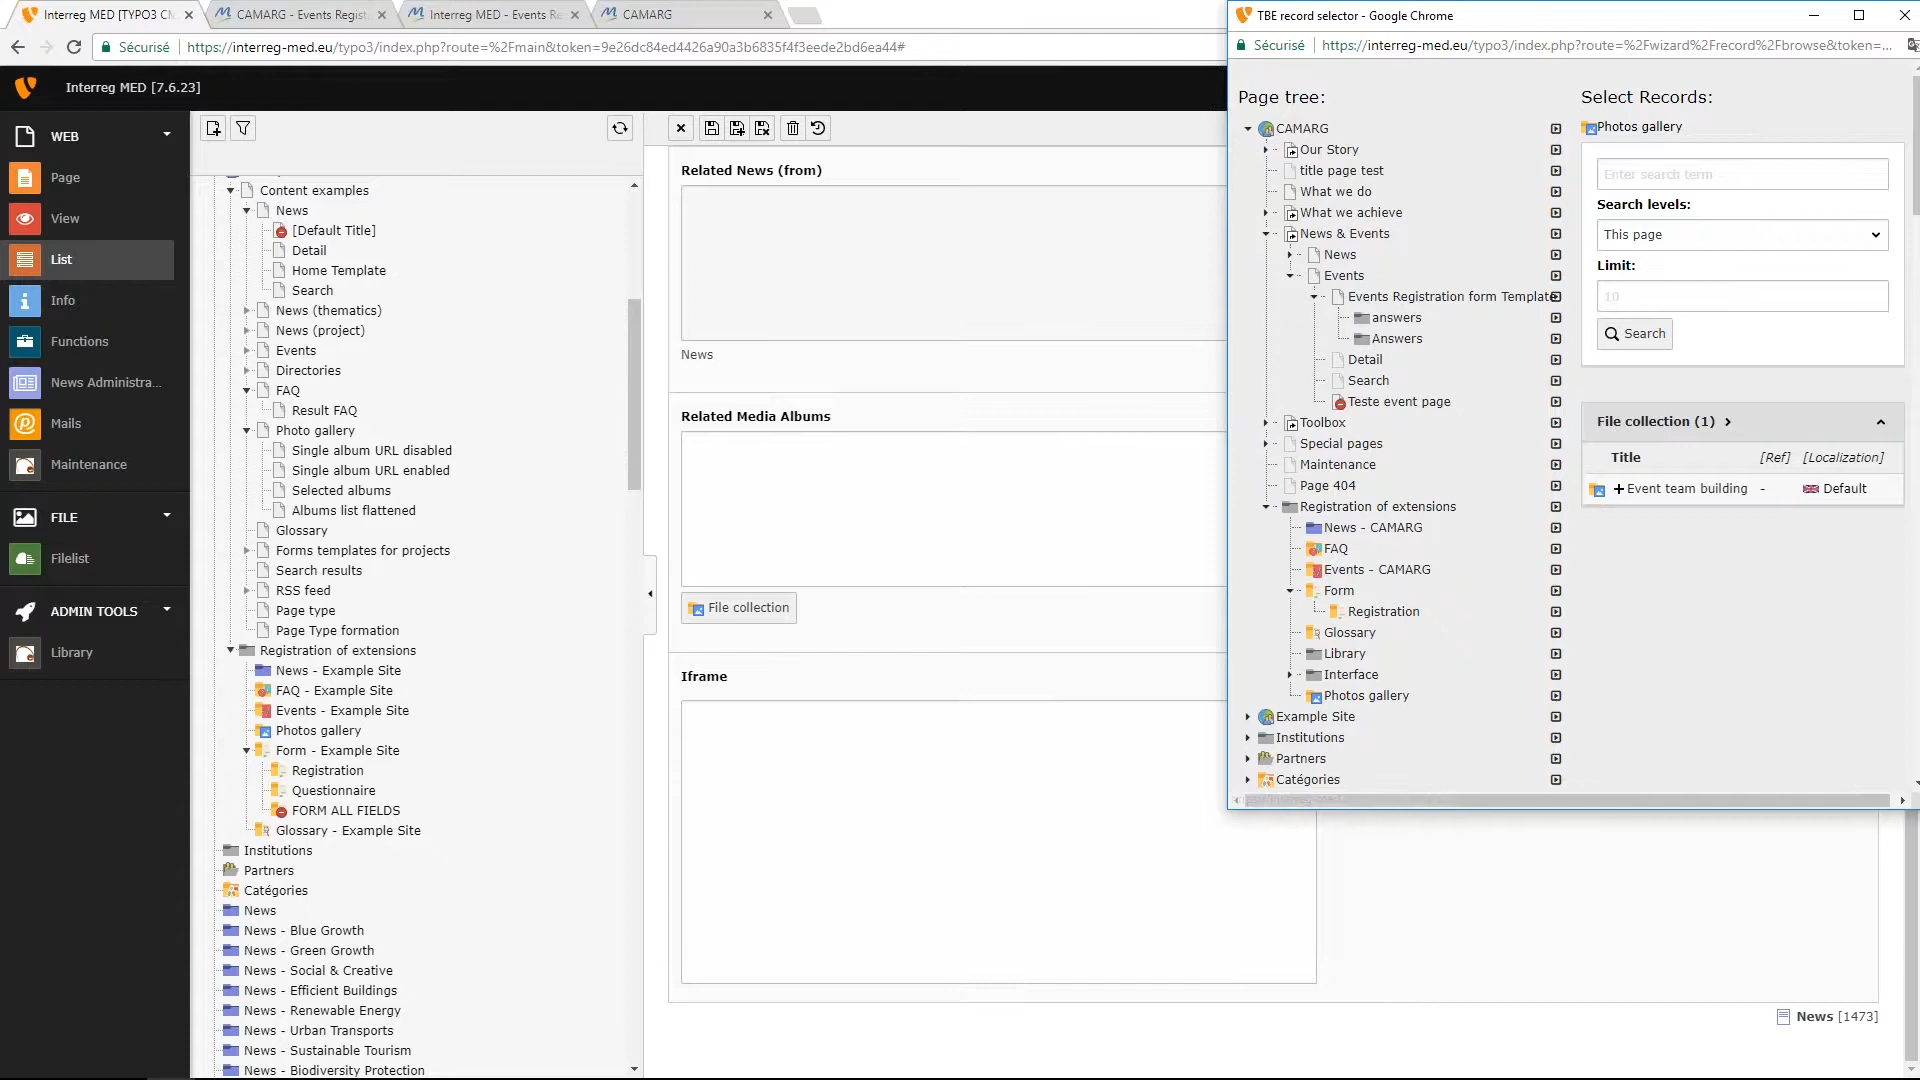 Interreg MED [TYPO3 CM
CAMARG - Events Regist
Interreg MED - Events Re
CAMARG
Sécurisé
https://interreg-med.eu/typo3/index.php?route=%2Fmain&token=9e26dc84ed4426a90a3b6835f4f3eede2bd6ea44#
Interreg MED [7.6.23]
WEB
Page
View
List
Info
Functions
News Administra...
Mails
Maintenance
FILE
Filelist
ADMIN TOOLS
Library
Content examples
News
[Default Title]
Detail
Home Template
Search
News (thematics)
News (project)
Events
Directories
FAQ
Result FAQ
Photo gallery
Single album URL disabled
Single album URL enabled
Selected albums
Albums list flattened
Glossary
Forms templates for projects
Search results
RSS feed
Page type
Page Type formation
Registration of extensions
News - Example Site
FAQ - Example Site
Events - Example Site
Photos gallery
Form - Example Site
Registration
Questionnaire
FORM ALL FIELDS
Glossary - Example Site
Institutions
Partners
Catégories
News
News - Blue Growth
News - Green Growth
News - Social & Creative
News - Efficient Buildings
News - Renewable Energy
News - Urban Transports
News - Sustainable Tourism
News - Biodiversity Protection
Related News (from)
News
Related Media Albums
File collection
Iframe
News [1473]
TBE record selector - Google Chrome
Sécurisé
https://interreg-med.eu/typo3/index.php?route=%2Fwizard%2Frecord%2Fbrowse&token=...
Page tree:
CAMARG
Our Story
title page test
What we do
What we achieve
News & Events
News
Events
Events Registration form Template
answers
Answers
Detail
Search
Teste event page
Toolbox
Special pages
Maintenance
Page 404
Registration of extensions
News - CAMARG
FAQ
Events - CAMARG
Form
Registration
Glossary
Library
Interface
Photos gallery
Example Site
Institutions
Partners
Catégories
Select Records:
Photos gallery
Enter search term
Search levels:
This page
Limit:
10
Search
File collection (1)
Title [Ref] [Localization]
Event team building - Default